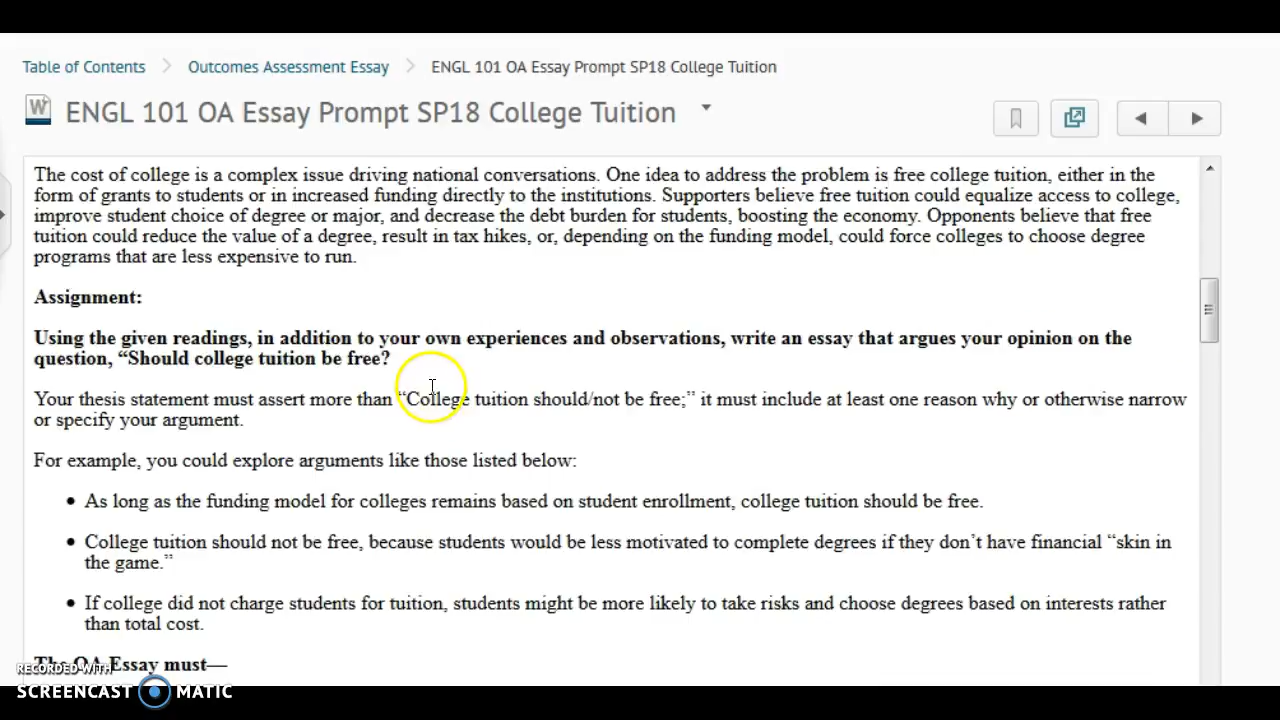 Table of Contents > Outcomes Assessment Essay > ENGL 101 OA Essay Prompt SP18 College Tuition
W ENGL 101 OA Essay Prompt SP18 College Tuition
The cost of college is a complex issue driving national conversations. One idea to address the problem is free college tuition, either in the
form of grants to students or in increased funding directly to the institutions. Supporters believe free tuition could equalize access to college,
improve student choice of degree or major, and decrease the debt burden for students, boosting the economy. Opponents believe that free
tuition could reduce the value of a degree, result in tax hikes, or, depending on the funding model, could force colleges to choose degree
programs that are less expensive to run.
Assignment:
Using the given readings, in addition to your own experiences and observations, write an essay that argues your opinion on the
question, “Should college tuition be free?
Your thesis statement must assert more than “College tuition should/not be free;” it must include at least one reason why or otherwise narrow
or specify your argument.
For example, you could explore arguments like those listed below:
• As long as the funding model for colleges remains based on student enrollment, college tuition should be free.
• College tuition should not be free, because students would be less motivated to complete degrees if they don’t have financial “skin in
the game.”
• If college did not charge students for tuition, students might be more likely to take risks and choose degrees based on interests rather
than total cost.
The OA Essay must—
RECORDED WITH
SCREENCAST MATIC